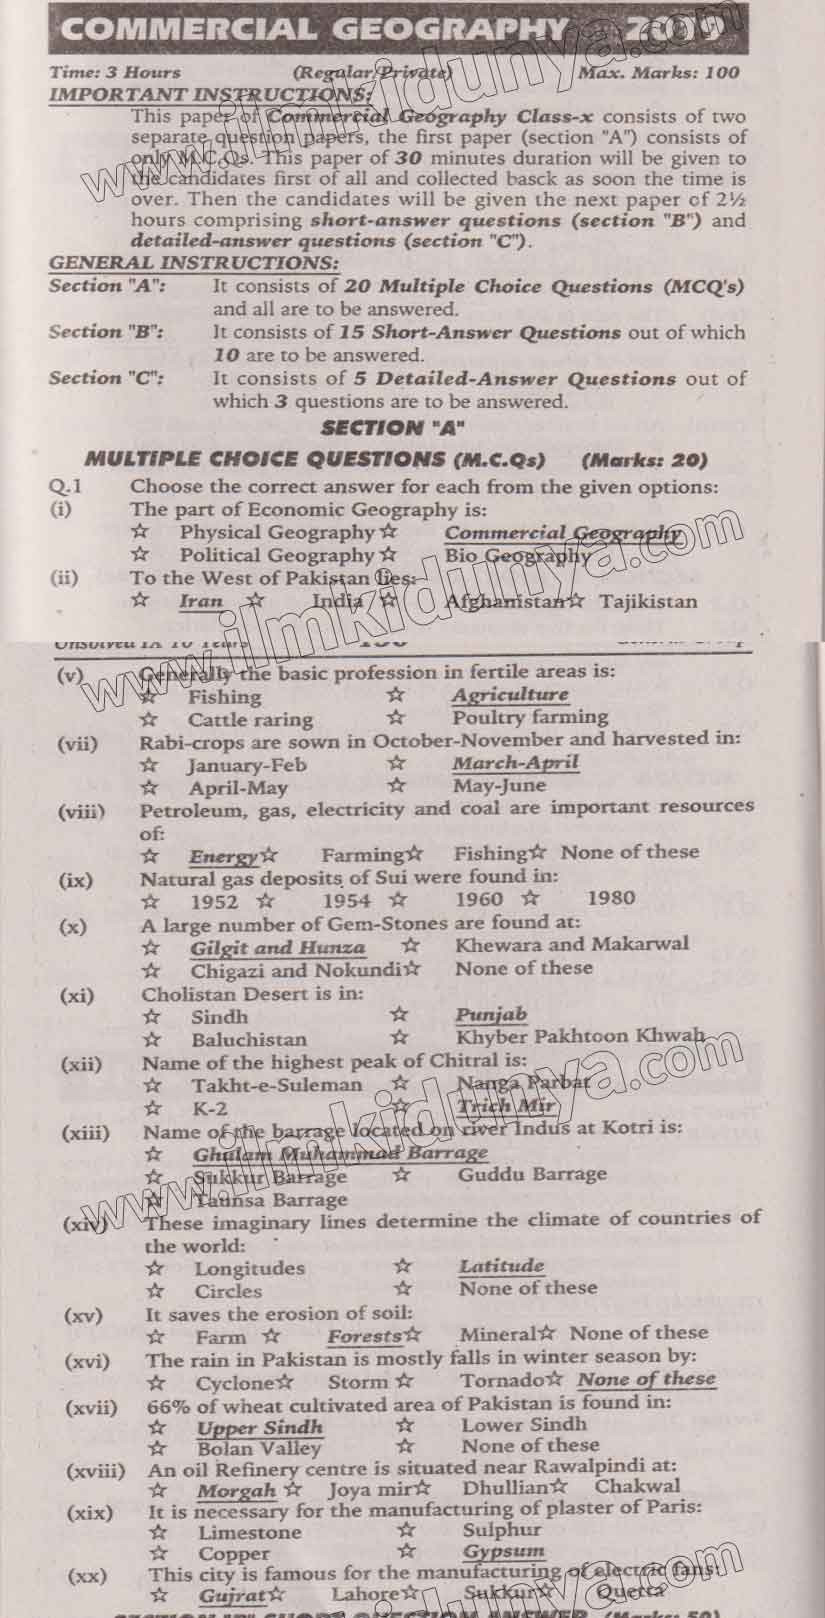 COMMERCIAL GEOGRAPHY
Time: 3 Hours (Regular/Private) Max. Marks: 100
IMPORTANT INSTRUCTIONS:
This paper of Commercial Geography Class-x consists of two
separate question papers, the first paper (section "A") consists of
only M.C.Qs. This paper of 30 minutes duration will be given to
the candidates first of all and collected basck as soon the time is
over. Then the candidates will be given the next paper of 2½
hours comprising short-answer questions (section "B") and
detailed-answer questions (section "C").
GENERAL INSTRUCTIONS:
Section "A": It consists of 20 Multiple Choice Questions (MCQ's)
and all are to be answered.
Section "B": It consists of 15 Short-Answer Questions out of which
10 are to be answered.
Section "C": It consists of 5 Detailed-Answer Questions out of
which 3 questions are to be answered.
SECTION "A"
MULTIPLE CHOICE QUESTIONS (M.C.Qs) (Marks: 20)
Q.1 Choose the correct answer for each from the given options:
(i) The part of Economic Geography is:
☆ Physical Geography ☆ Commercial Geography
☆ Political Geography ☆ Bio Geography
(ii) To the West of Pakistan lies:
☆ Iran ☆ India ☆ Afghanistan ☆ Tajikistan
Unsolved IX 10 Years
(v) Generally the basic profession in fertile areas is:
☆ Fishing ☆ Agriculture
☆ Cattle raring ☆ Poultry farming
(vii) Rabi-crops are sown in October-November and harvested in:
☆ January-Feb ☆ March-April
☆ April-May ☆ May-June
(viii) Petroleum, gas, electricity and coal are important resources
of:
☆ Energy ☆ Farming ☆ Fishing ☆ None of these
(ix) Natural gas deposits of Sui were found in:
☆ 1952 ☆ 1954 ☆ 1960 ☆ 1980
(x) A large number of Gem-Stones are found at:
☆ Gilgit and Hunza ☆ Khewara and Makarwal
☆ Chigazi and Nokundi ☆ None of these
(xi) Cholistan Desert is in:
☆ Sindh ☆ Punjab
☆ Baluchistan ☆ Khyber Pakhtoon Khwah
(xii) Name of the highest peak of Chitral is:
☆ Takht-e-Suleman ☆ Nanga Parbat
☆ K-2 ☆ Trich Mir
(xiii) Name of the barrage located on river Indus at Kotri is:
☆ Ghulam Muhammad Barrage
☆ Sukkur Barrage ☆ Guddu Barrage
☆ Taunsa Barrage
(xiv) These imaginary lines determine the climate of countries of
the world:
☆ Longitudes ☆ Latitude
☆ Circles ☆ None of these
(xv) It saves the erosion of soil:
☆ Farm ☆ Forests ☆ Mineral ☆ None of these
(xvi) The rain in Pakistan is mostly falls in winter season by:
☆ Cyclone ☆ Storm ☆ Tornado ☆ None of these
(xvii) 66% of wheat cultivated area of Pakistan is found in:
☆ Upper Sindh ☆ Lower Sindh
☆ Bolan Valley ☆ None of these
(xviii) An oil Refinery centre is situated near Rawalpindi at:
☆ Morgah ☆ Joya mir ☆ Dhullian ☆ Chakwal
(xix) It is necessary for the manufacturing of plaster of Paris:
☆ Limestone ☆ Sulphur
☆ Copper ☆ Gypsum
(xx) This city is famous for the manufacturing of electric fans:
☆ Gujrat ☆ Lahore ☆ Sukkur ☆ Quetta
www.ilmkidunya.com
www.ilmkidunya.com
www.ilmkidunya.com